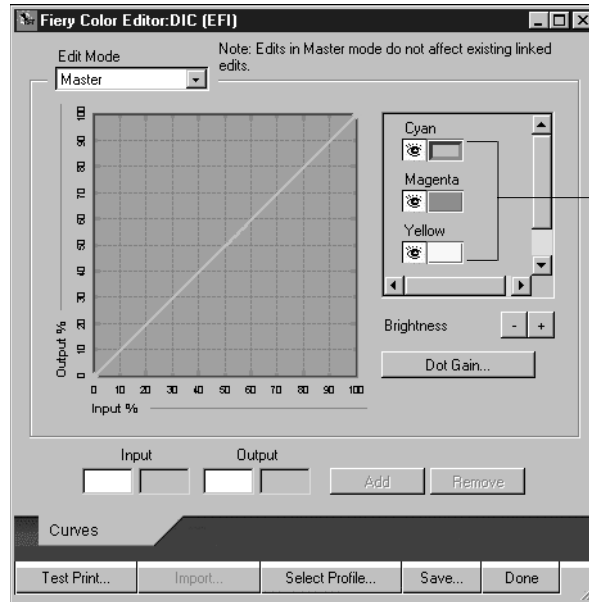 Fiery Color Editor:DIC (EFI)
Edit Mode
Note: Edits in Master mode do not affect existing linked
edits.
Master
Cyan
Magenta
Yellow
Output %
100
90
80
70
60
50
40
30
20
10
0
0 10 20 30 40 50 60 70 80 90 100
Input %
Brightness - +
Dot Gain...
Input Output
Add Remove
Curves
Test Print... Import... Select Profile... Save... Done